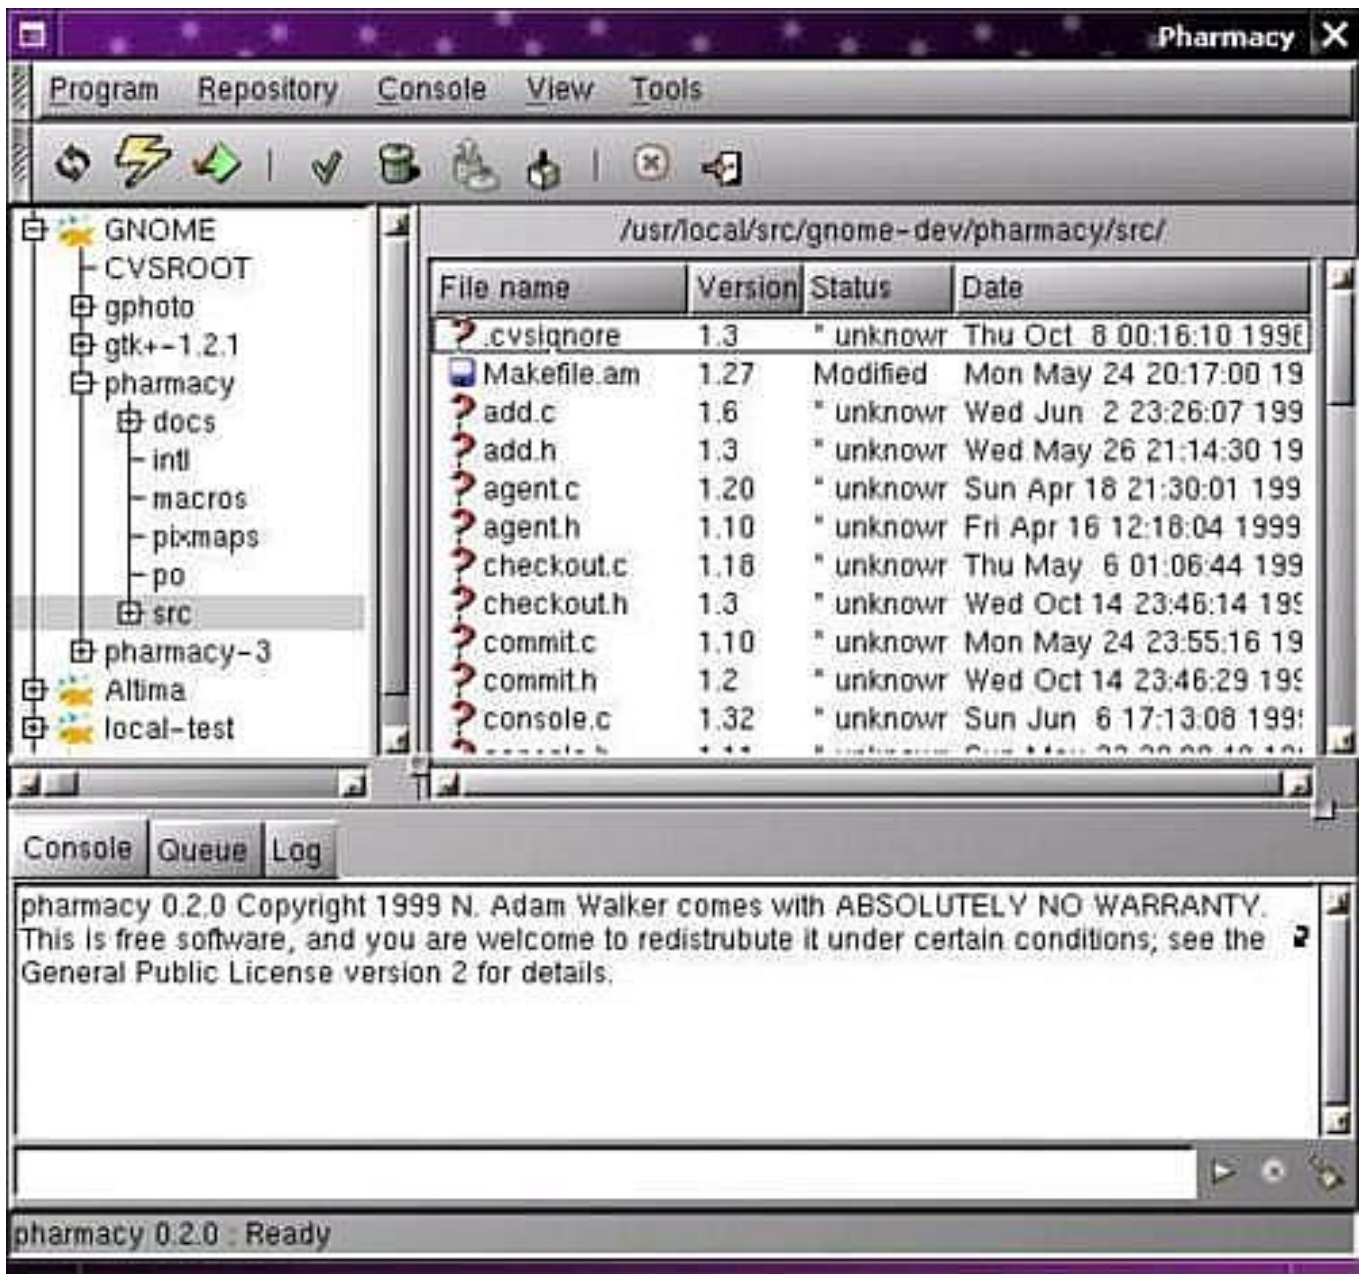 Pharmacy
Program Repository Console View Tools
GNOME
CVSROOT
gphoto
gtk+-1.2.1
pharmacy
docs
intl
macros
pixmaps
po
src
pharmacy-3
Altima
local-test
/usr/local/src/gnome-dev/pharmacy/src/
File name Version Status Date
.cvsignore 1.3 * unknowr Thu Oct 8 00:16:10
Makefile.am 1.27 Modified Mon May 24 20:17:00 19
add.c 1.6 * unknowr Wed Jun 2 23:26:07 199
add.h 1.3 * unknowr Wed May 26 21:14:30 19
agent.c 1.20 * unknowr Sun Apr 18 21:30:01 199
agent.h 1.10 * unknowr Fri Apr 16 12:18:04 1999
checkout.c 1.18 * unknowr Thu May 6 01:06:44 199
checkout.h 1.3 * unknowr Wed Oct 14 23:46:14
commit.c 1.10 * unknowr Mon May 24 23:55:16 19
commit.h 1.2 * unknowr Wed Oct 14 23:46:29
console.c 1.32 * unknowr Sun Jun 6 17:13:08
Console Queue Log
pharmacy 0.2.0 Copyright 1999 N. Adam Walker comes with ABSOLUTELY NO WARRANTY.
This is free software, and you are welcome to redistrubute it under certain conditions; see the
General Public License version 2 for details.
pharmacy 0.2.0 : Ready